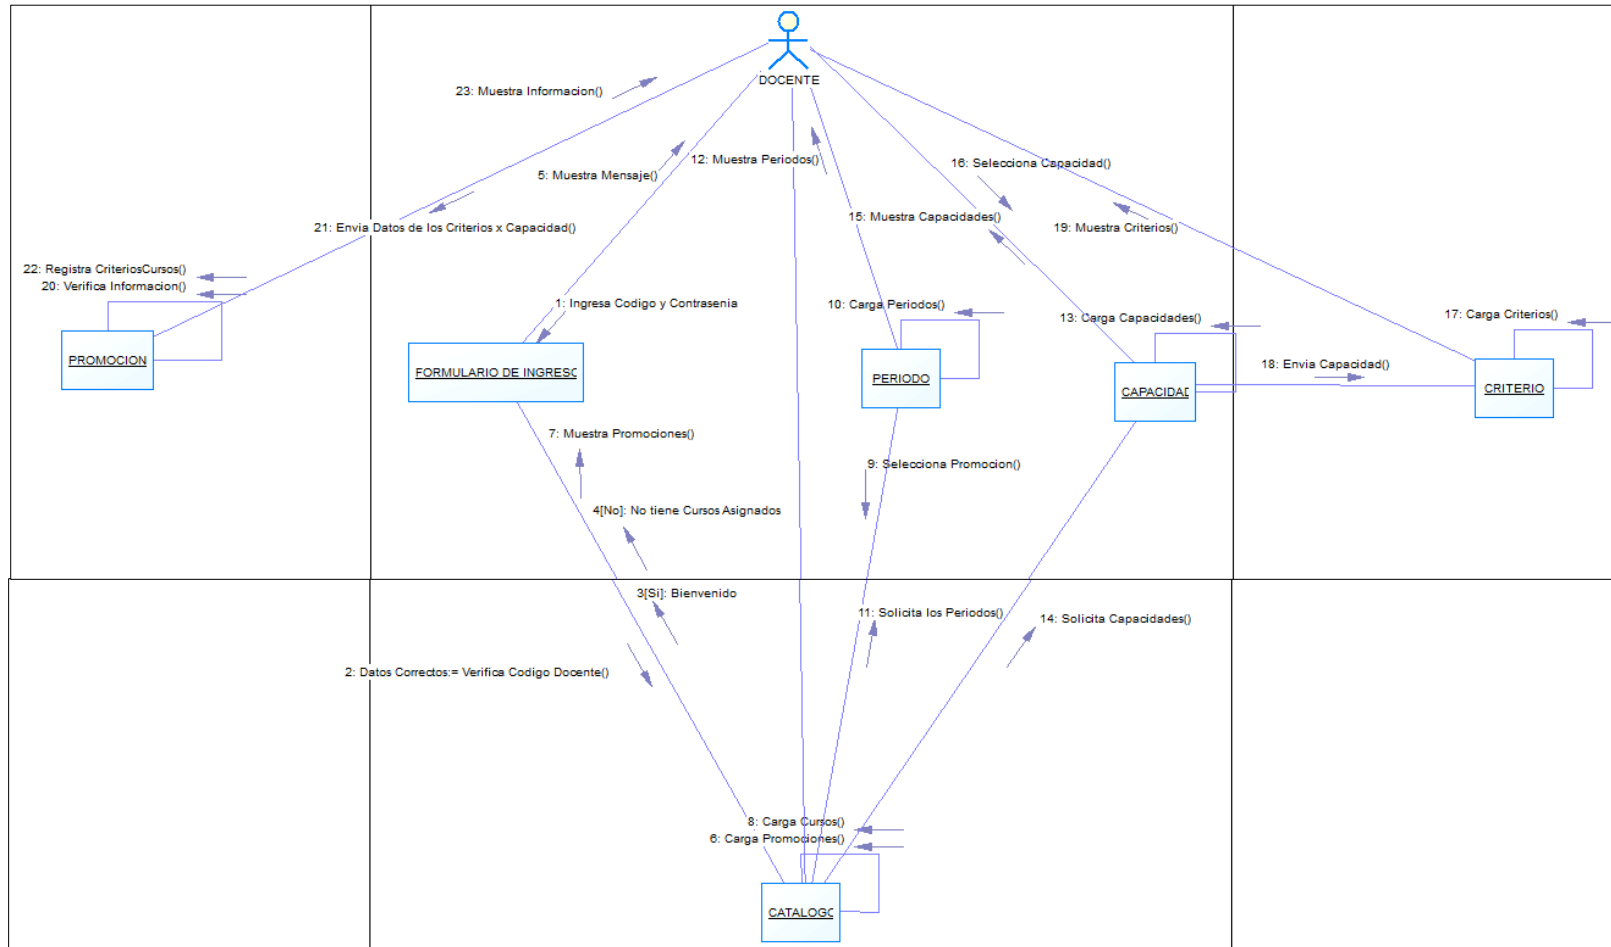 DOCENTE
23: Muestra Informacion()
12: Muestra Periodos()
16: Selecciona Capacidad()
5: Muestra Mensaje()
15: Muestra Capacidades()
21: Envia Datos de los Criterios x Capacidad()
19: Muestra Criterios()
22: Registra CriteriosCursos()
20: Verifica Informacion()
1: Ingresa Codigo y Contrasenia
10: Carga Periodos()
13: Carga Capacidades()
17: Carga Criterios()
PROMOCION
FORMULARIO DE INGRESO
PERIODO
18: Envia Capacidad()
CAPACIDAD
CRITERIO
7: Muestra Promociones()
9: Selecciona Promocion()
4[No]: No tiene Cursos Asignados
3[Si]: Bienvenido
11: Solicita los Periodos()
14: Solicita Capacidades()
2: Datos Correctos:= Verifica Codigo Docente()
8: Carga Cursos()
6: Carga Promociones()
CATALOGO